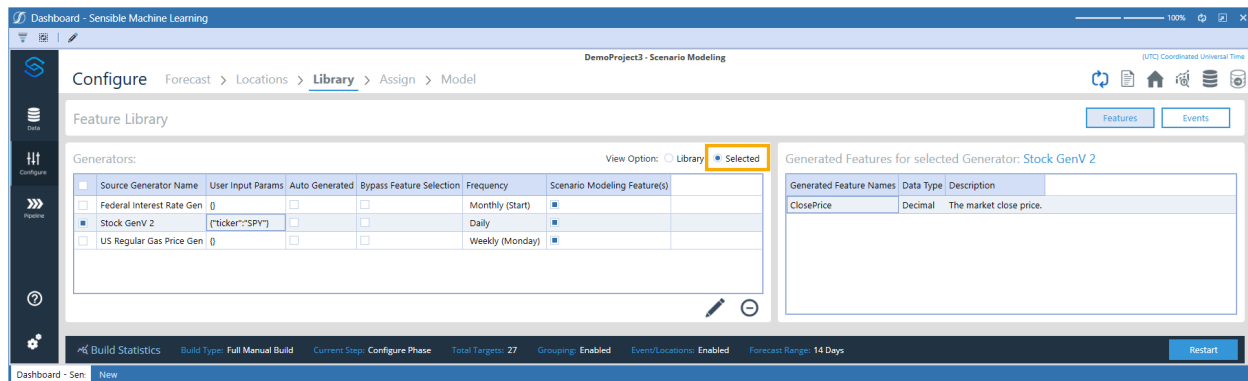 Dashboard - Sensible Machine Learning
100%
DemoProject3 - Scenario Modeling
(UTC) Coordinated Universal Time
Configure Forecast > Locations > Library > Assign > Model
Data
Configure
Pipeline
Feature Library
Features Events
Generators:
View Option: Library Selected
Source Generator Name User Input Params Auto Generated Bypass Feature Selection Frequency Scenario Modeling Feature(s)
Federal Interest Rate Gen {} Monthly (Start)
Stock GenV 2 {"ticker":"SPY"} Daily
US Regular Gas Price Gen {} Weekly (Monday)
Generated Features for selected Generator: Stock GenV 2
Generated Feature Names Data Type Description
ClosePrice Decimal The market close price.
Build Statistics Build Type: Full Manual Build Current Step: Configure Phase Total Targets: 27 Grouping: Enabled Event/Locations: Enabled Forecast Range: 14 Days Restart
Dashboard - Sen New